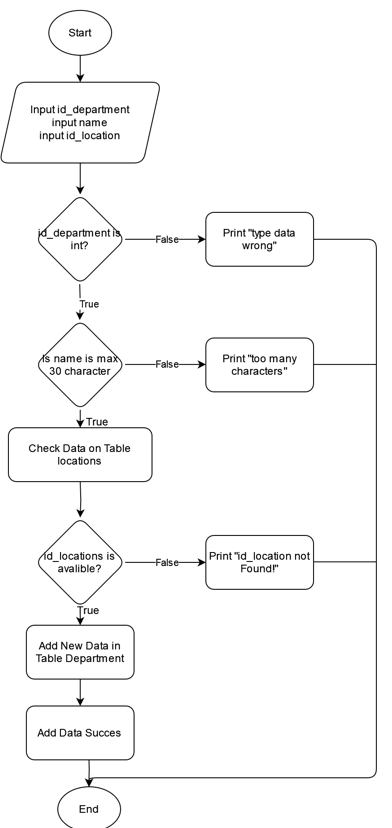 Start
Input id_department
input name
input id_location
id_department is
int?
False
Print "type data
wrong"
True
Is name is max
30 character
False
Print "too many
characters"
True
Check Data on Table
locations
id_locations is
avalible?
False
Print "id_location not
Found!"
True
Add New Data in
Table Department
Add Data Succes
End